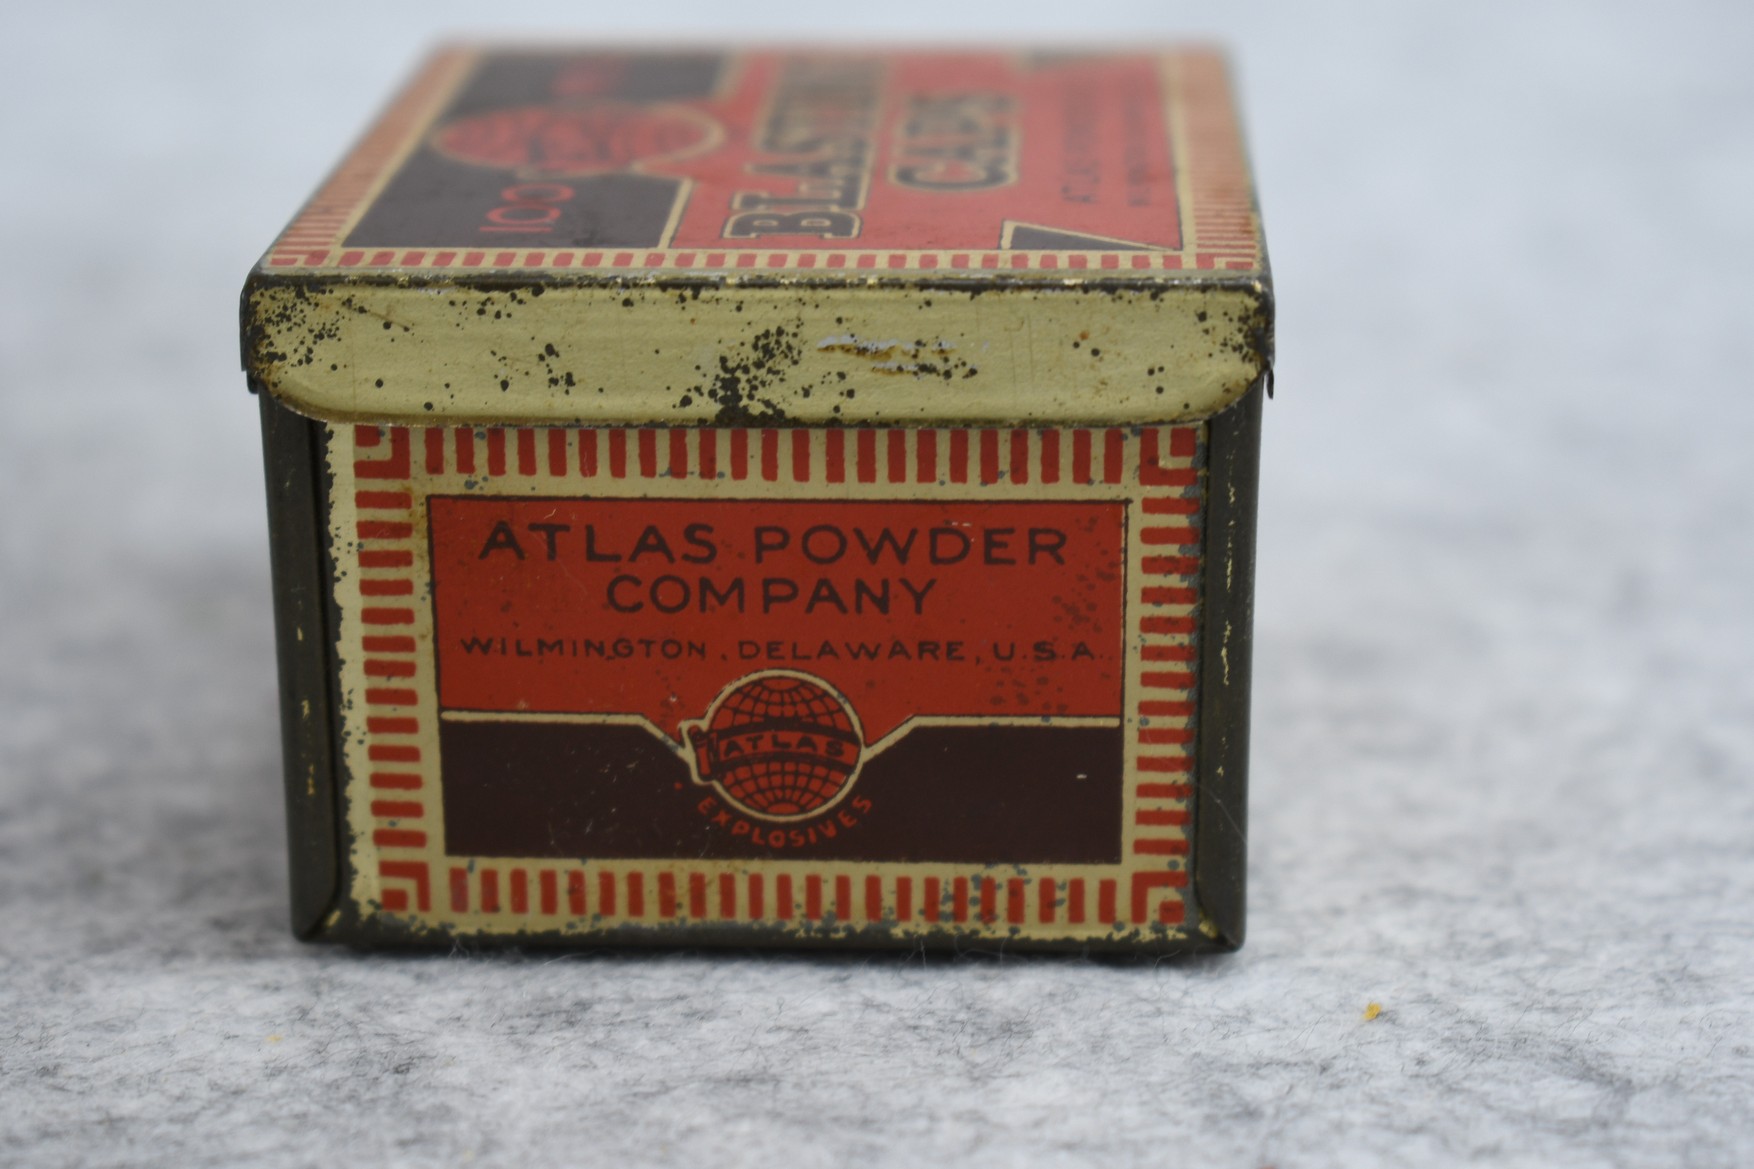 100
BLASTING
CAPS
ATLAS POWDER
COMPANY
WILMINGTON, DELAWARE, U.S.A.
ATLAS
EXPLOSIVES